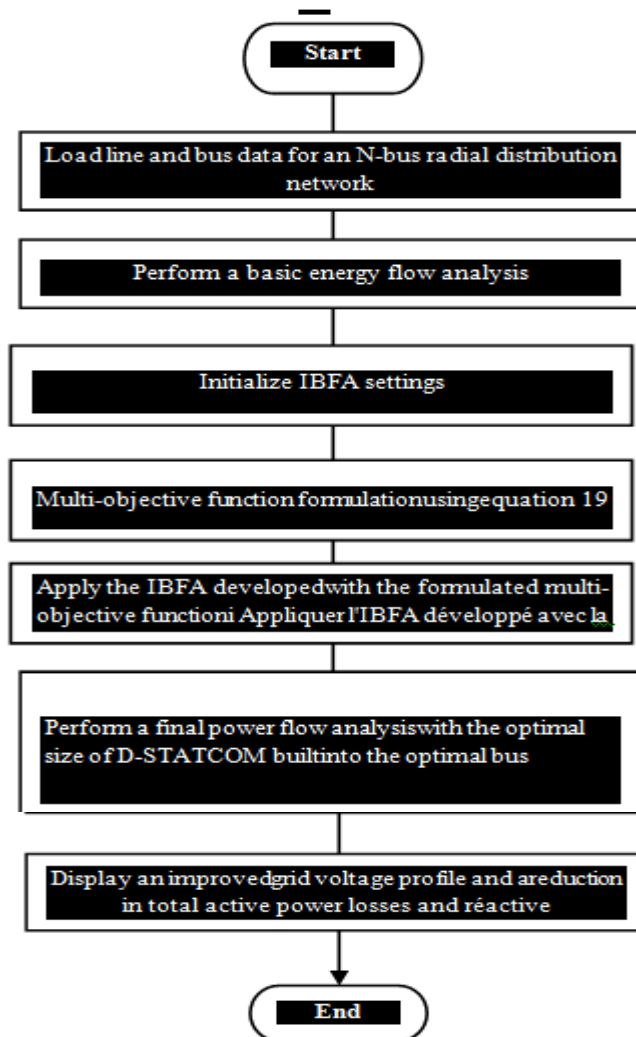 Start
Load line and bus data for an N-bus radial distribution
network
Perform a basic energy flow analysis
Initialize IBFA settings
Multi-objective function formulationusingequation 19
Apply the IBFA developedwith the formulated multi-
objective functioni Appliquer l'IBFA développé avec la
Perform a final power flow analysiswith the optimal
size of D-STATCOM builtinto the optimal bus
Display an improvedgrid voltage profile and areduction
in total active power losses and réactive
End